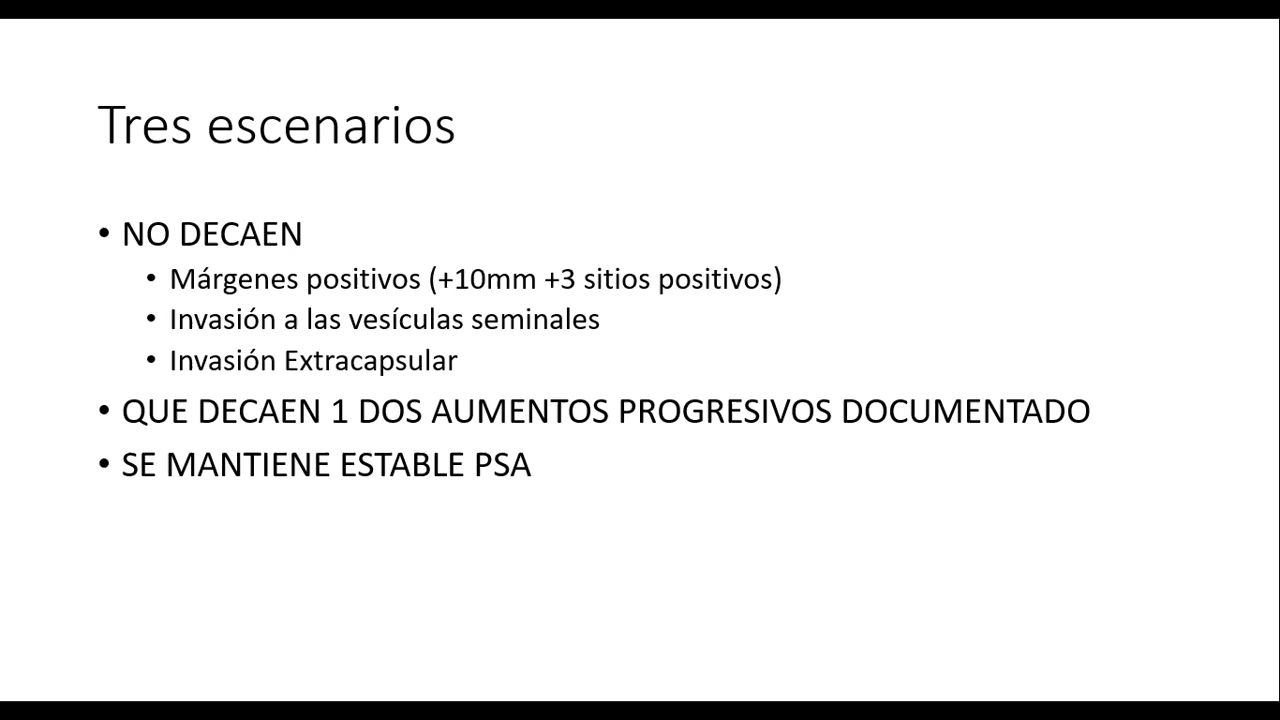 Tres escenarios
• NO DECAEN
• Márgenes positivos (+10mm +3 sitios positivos)
• Invasión a las vesículas seminales
• Invasión Extracapsular
• QUE DECAEN 1 DOS AUMENTOS PROGRESIVOS DOCUMENTADO
• SE MANTIENE ESTABLE PSA